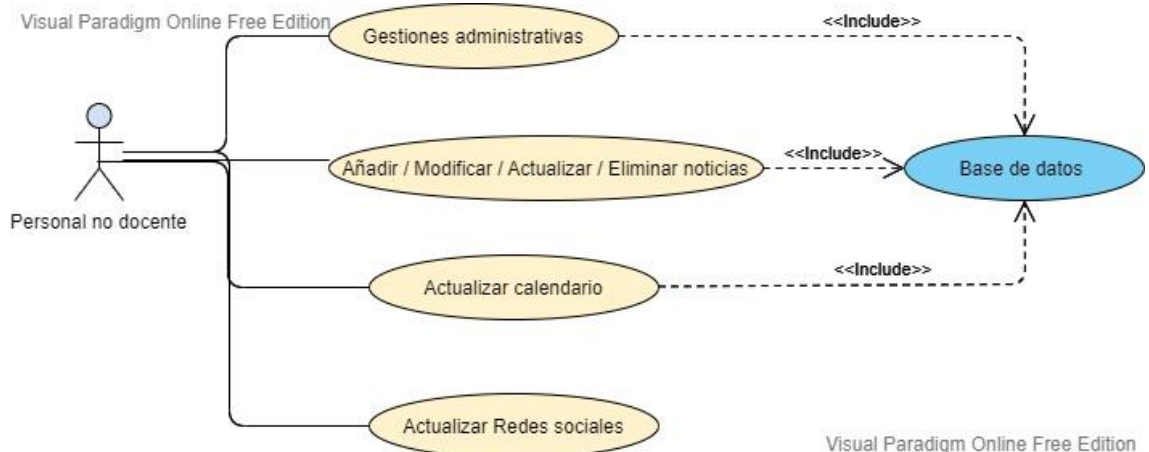 Visual Paradigm Online Free Edition
<<Include>>
Gestiones administrativas
<<Include>>
Añadir / Modificar / Actualizar / Eliminar noticias
Base de datos
Personal no docente
<<Include>>
Actualizar calendario
Actualizar Redes sociales
Visual Paradigm Online Free Edition